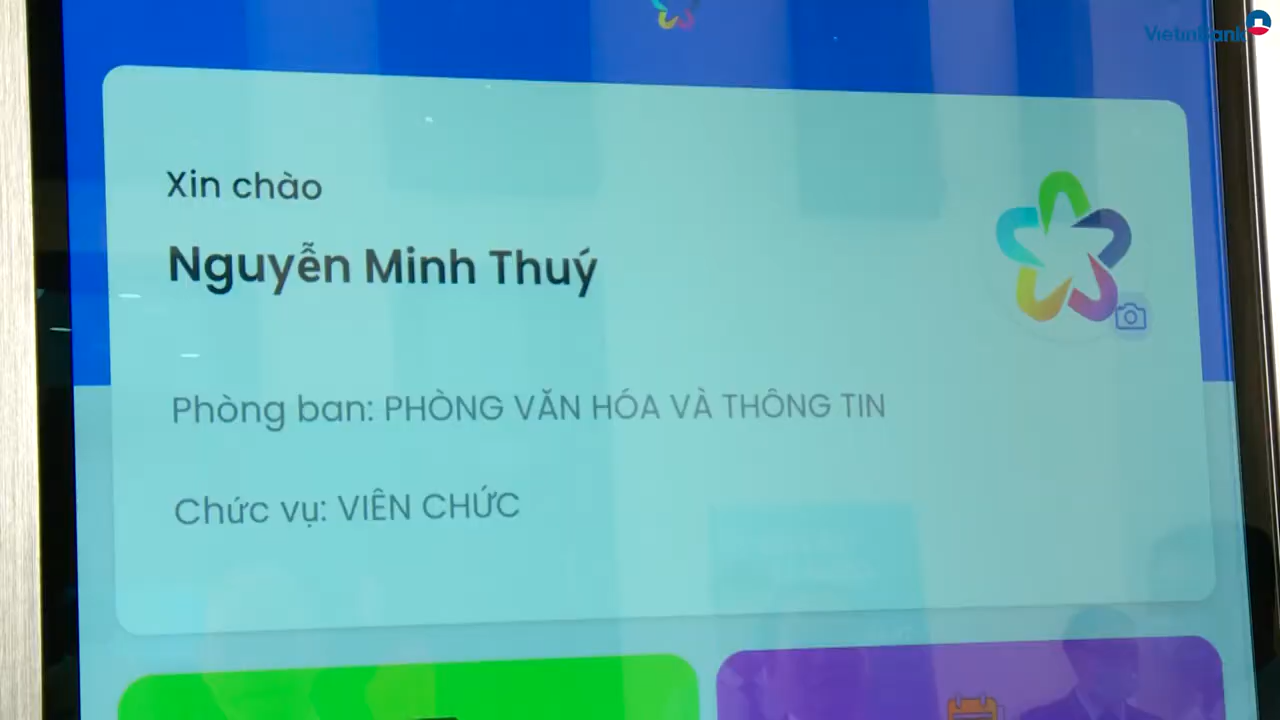 VietinBank
Xin chào
Nguyễn Minh Thuý
Phòng ban: PHÒNG VĂN HÓA VÀ THÔNG TIN
Chức vụ: VIÊN CHỨC